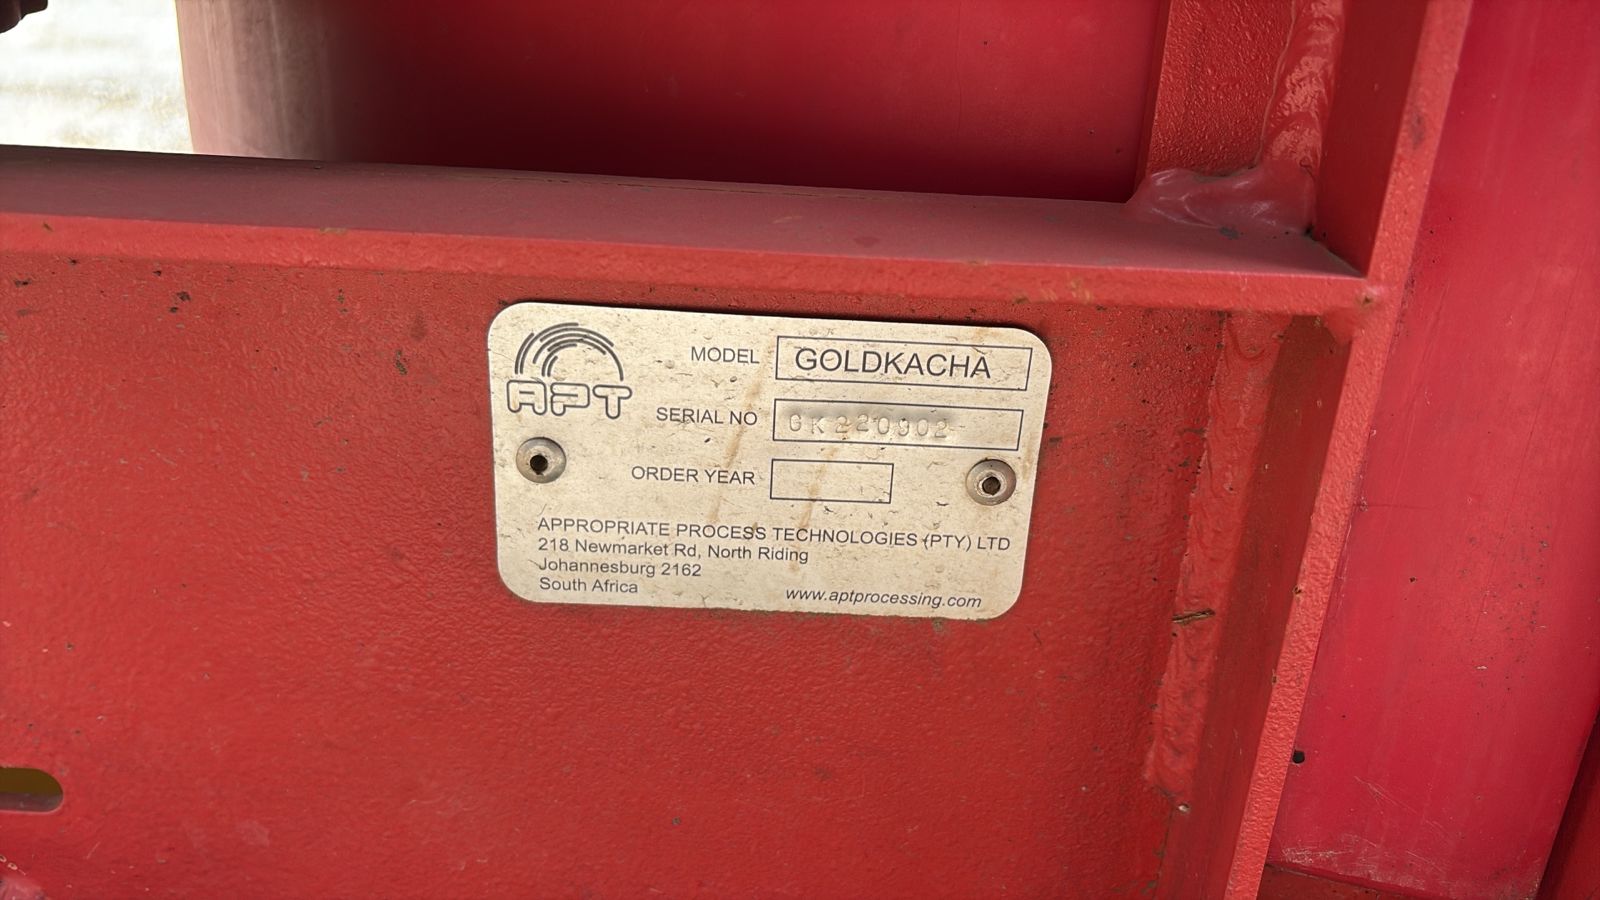 APT
MODEL GOLDKACHA
SERIAL NO GK220902
ORDER YEAR
APPROPRIATE PROCESS TECHNOLOGIES (PTY) LTD
218 Newmarket Rd, North Riding
Johannesburg 2162
South Africa
www.aptprocessing.com